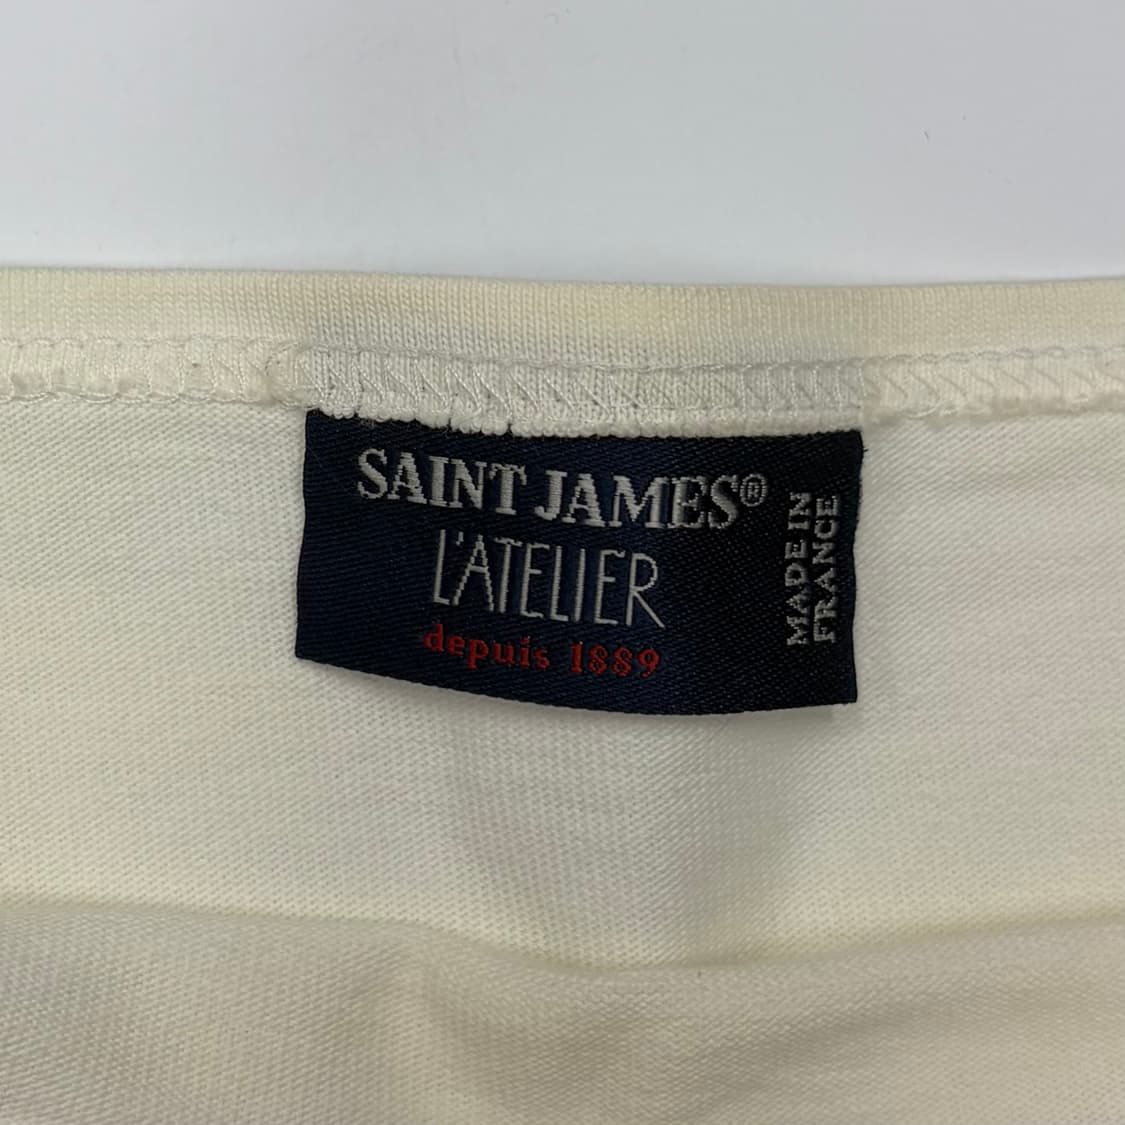 SAINT JAMES®
L'ATELIER
depuis 1889
MADE IN
FRANCE